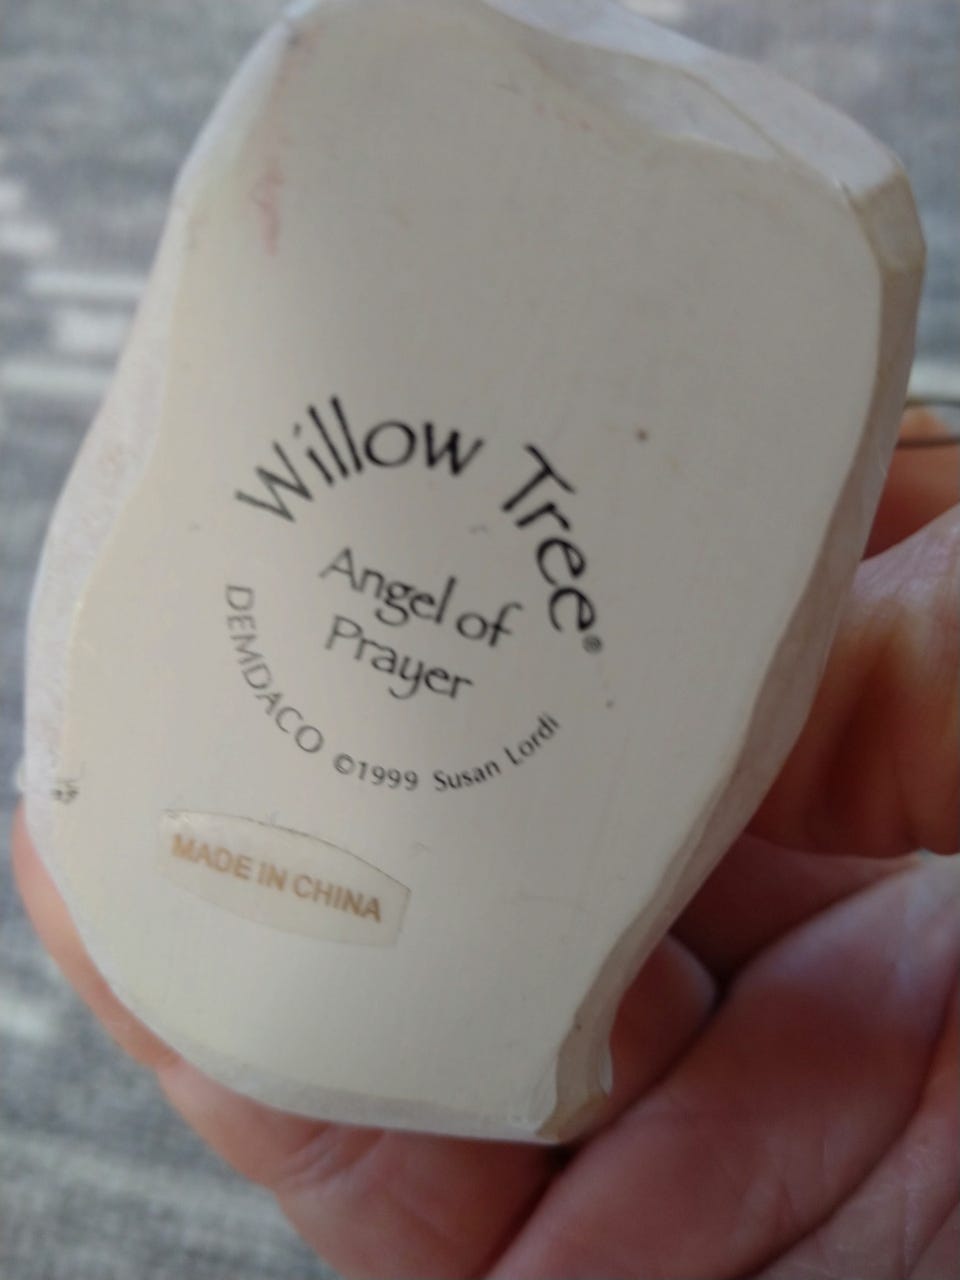 Willow Tree®
Angel of
Prayer
DEMDACO ©1999 Susan Lordi
MADE IN CHINA